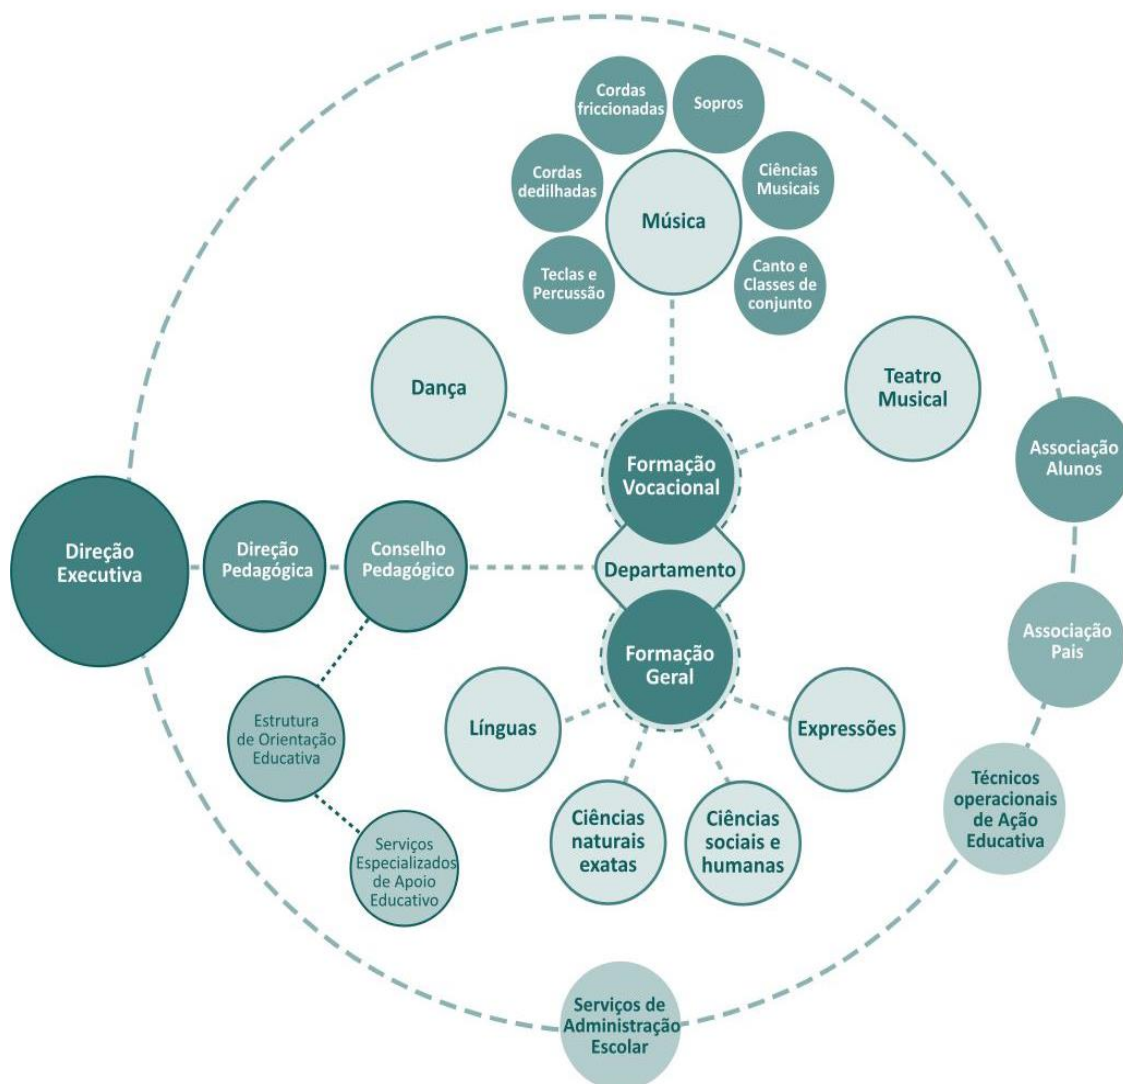 Cordas
friccionadas
Sopros
Cordas
dedilhadas
Ciências
Musicais
Música
Teclas e
Percussão
Canto e
Classes de
conjunto
Dança
Teatro
Musical
Formação
Vocacional
Associação
Alunos
Direção
Executiva
Direção
Pedagógica
Conselho
Pedagógico
Departamento
Formação
Geral
Associação
Pais
Estrutura
de Orientação
Educativa
Línguas
Expressões
Técnicos
operacionais
de Ação
Educativa
Ciências
naturais
exatas
Ciências
sociais e
humanas
Serviços
Especializados
de Apoio
Educativo
Serviços de
Administração
Escolar